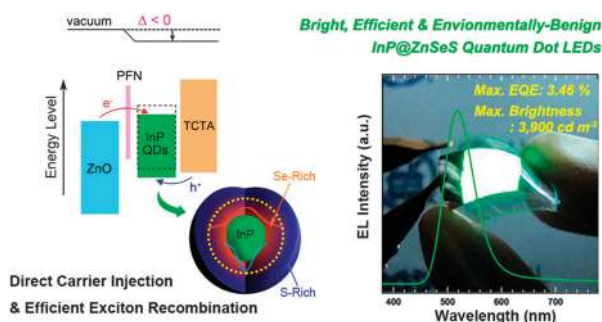 vacuum
Δ < 0
PFN
e⁻
Energy Level
ZnO
InP
QDs
TCTA
h⁺
Se-Rich
InP
S-Rich
Direct Carrier Injection
& Efficient Exciton Recombination
Bright, Efficient & Envionmentally-Benign
InP@ZnSeS Quantum Dot LEDs
Max. EQE: 3.46 %
Max. Brightness
: 3,900 cd m⁻²
EL Intensity (a.u.)
400
500
600
700
Wavelength (nm)